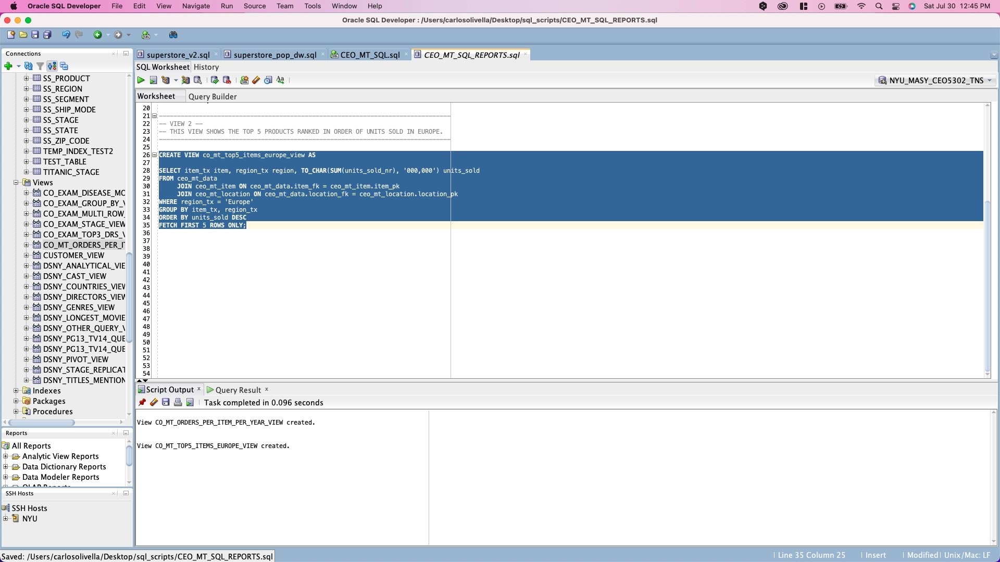 Oracle SQL Developer File Edit View Navigate Run Source Team Tools Window Help Sat Jul 30 12:45 PM
Oracle SQL Developer : /Users/carlosolivella/Desktop/sql_scripts/CEO_MT_SQL_REPORTS.sql
Connections
SS_PRODUCT
SS_REGION
SS_SEGMENT
SS_SHIP_MODE
SS_STAGE
SS_STATE
SS_ZIP_CODE
TEMP_INDEX_TEST2
TEST_TABLE
TITANIC_STAGE
Views
CO_EXAM_DISEASE_MO
CO_EXAM_GROUP_BY_V
CO_EXAM_MULTI_ROW_
CO_EXAM_STAGE_VIEW
CO_EXAM_TOP3_DRS_V
CO_MT_ORDERS_PER_IT
CUSTOMER_VIEW
DSNY_ANALYTICAL_VIE
DSNY_CAST_VIEW
DSNY_COUNTRIES_VIEW
DSNY_DIRECTORS_VIEW
DSNY_GENRES_VIEW
DSNY_LONGEST_MOVIE
DSNY_OTHER_QUERY_V
DSNY_PG13_TV14_QUE
DSNY_PG13_TV14_QUE
DSNY_PIVOT_VIEW
DSNY_STAGE_REPLICAT
DSNY_TITLES_MENTION
Indexes
Packages
Procedures
Reports
All Reports
Analytic View Reports
Data Dictionary Reports
Data Modeler Reports
OLAP Reports
SSH Hosts
SSH Hosts
NYU
superstore_v2.sql superstore_pop_dw.sql CEO_MT_SQL.sql CEO_MT_SQL_REPORTS.sql
SQL Worksheet History
NYU_MASY_CEO5302_TNS
Worksheet Query Builder
20
21 --------------------------------------------------------------------------------
22 -- VIEW 2 --
23 -- THIS VIEW SHOWS THE TOP 5 PRODUCTS RANKED IN ORDER OF UNITS SOLD IN EUROPE.
24 --------------------------------------------------------------------------------
25
26 CREATE VIEW co_mt_top5_items_europe_view AS
27
28 SELECT item_tx item, region_tx region, TO_CHAR(SUM(units_sold_nr), '000,000') units_sold
29 FROM ceo_mt_data
30 JOIN ceo_mt_item ON ceo_mt_data.item_fk = ceo_mt_item.item_pk
31 JOIN ceo_mt_location ON ceo_mt_data.location_fk = ceo_mt_location.location_pk
32 WHERE region_tx = 'Europe'
33 GROUP BY item_tx, region_tx
34 ORDER BY units_sold DESC
35 FETCH FIRST 5 ROWS ONLY;
36
37
38
39
40
41
42
43
44
45
46
47
48
49
50
51
52
53
54
Script Output x Query Result x
Task completed in 0.096 seconds
View CO_MT_ORDERS_PER_ITEM_PER_YEAR_VIEW created.
View CO_MT_TOP5_ITEMS_EUROPE_VIEW created.
Saved: /Users/carlosolivella/Desktop/sql_scripts/CEO_MT_SQL_REPORTS.sql
Line 35 Column 25 Insert Modified Unix/Mac: LF